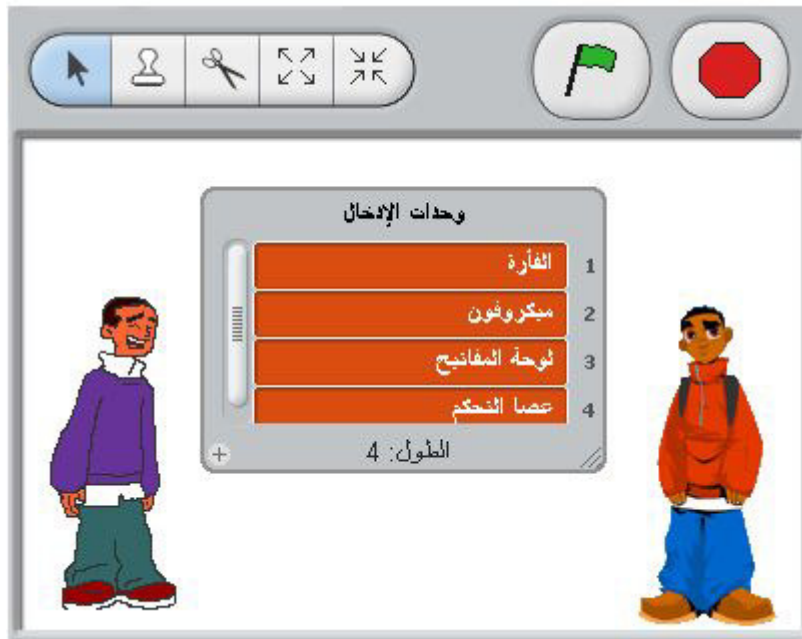 وحدات الإدخال
1 الفأرة
2 ميكروفون
3 لوحة المفاتيح
4 عصا التحكم
الطول: 4